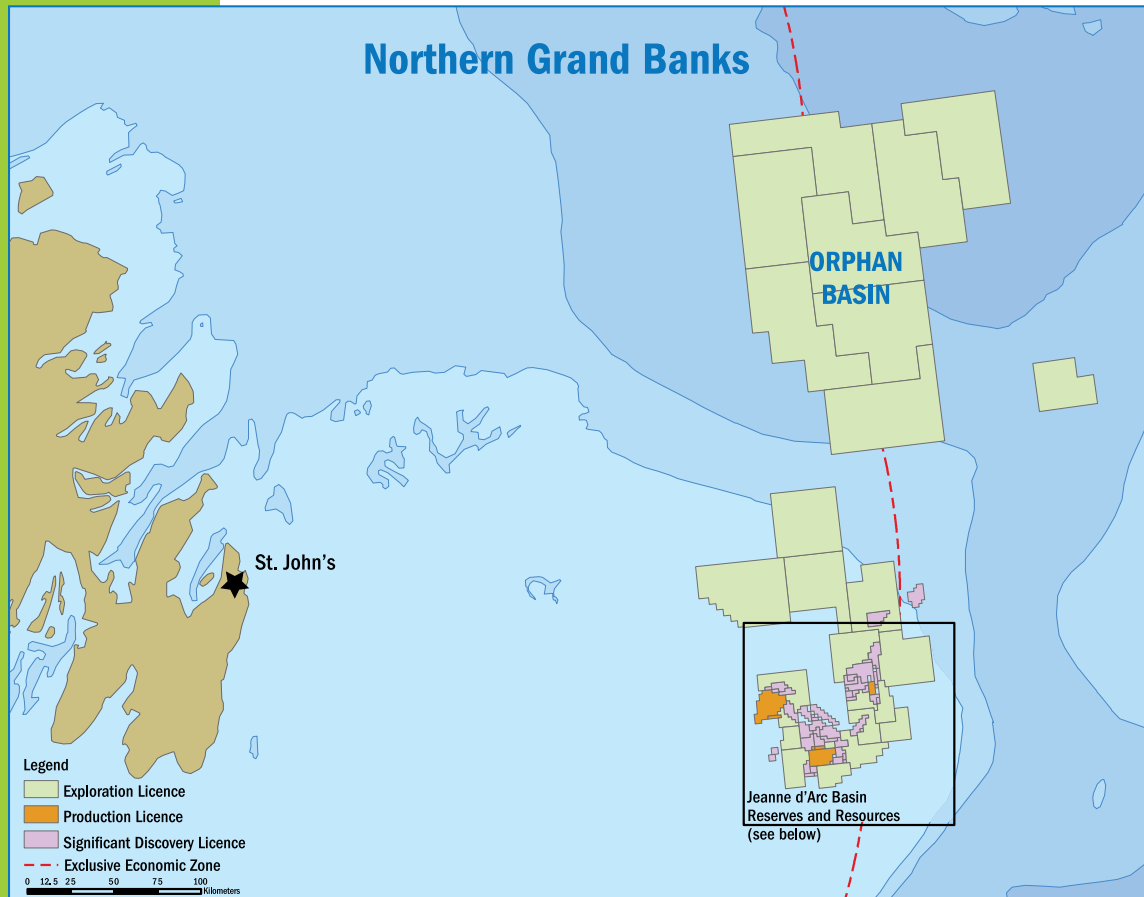 Northern Grand Banks
ORPHAN
BASIN
St. John's
Legend
Exploration Licence
Production Licence
Significant Discovery Licence
Exclusive Economic Zone
0 12.5 25 50 75 100
Kilometers
Jeanne d'Arc Basin
Reserves and Resources
(see below)